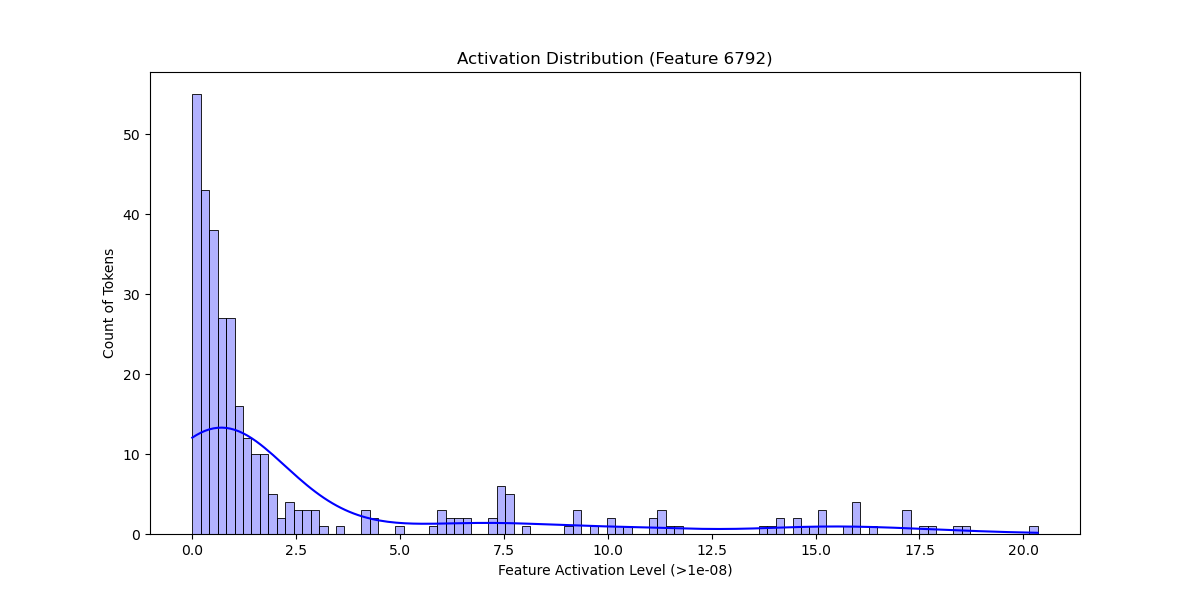 Activation Distribution (Feature 6792)
50
40
30
20
10
0
Count of Tokens
0.0 2.5 5.0 7.5 10.0 12.5 15.0 17.5 20.0
Feature Activation Level (>1e-08)